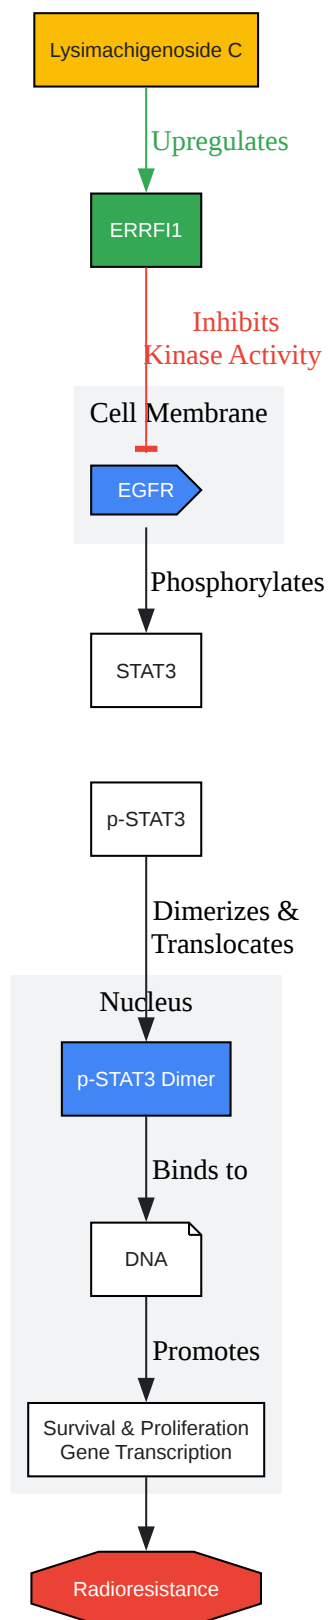 Lysimachigenoside C
Upregulates
ERRFI1
Inhibits
Kinase Activity
Cell Membrane
EGFR
Phosphorylates
STAT3
p-STAT3
Dimerizes &
Translocates
Nucleus
p-STAT3 Dimer
Binds to
DNA
Promotes
Survival & Proliferation
Gene Transcription
Radioresistance